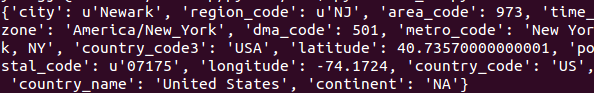 {'city': u'Newark', 'region_code': u'NJ', 'area_code': 973, 'time_
zone': 'America/New_York', 'dma_code': 501, 'metro_code': 'New Yor
k, NY', 'country_code3': 'USA', 'latitude': 40.73570000000001, 'po
stal_code': u'07175', 'longitude': -74.1724, 'country_code': 'US',
 'country_name': 'United States', 'continent': 'NA'}